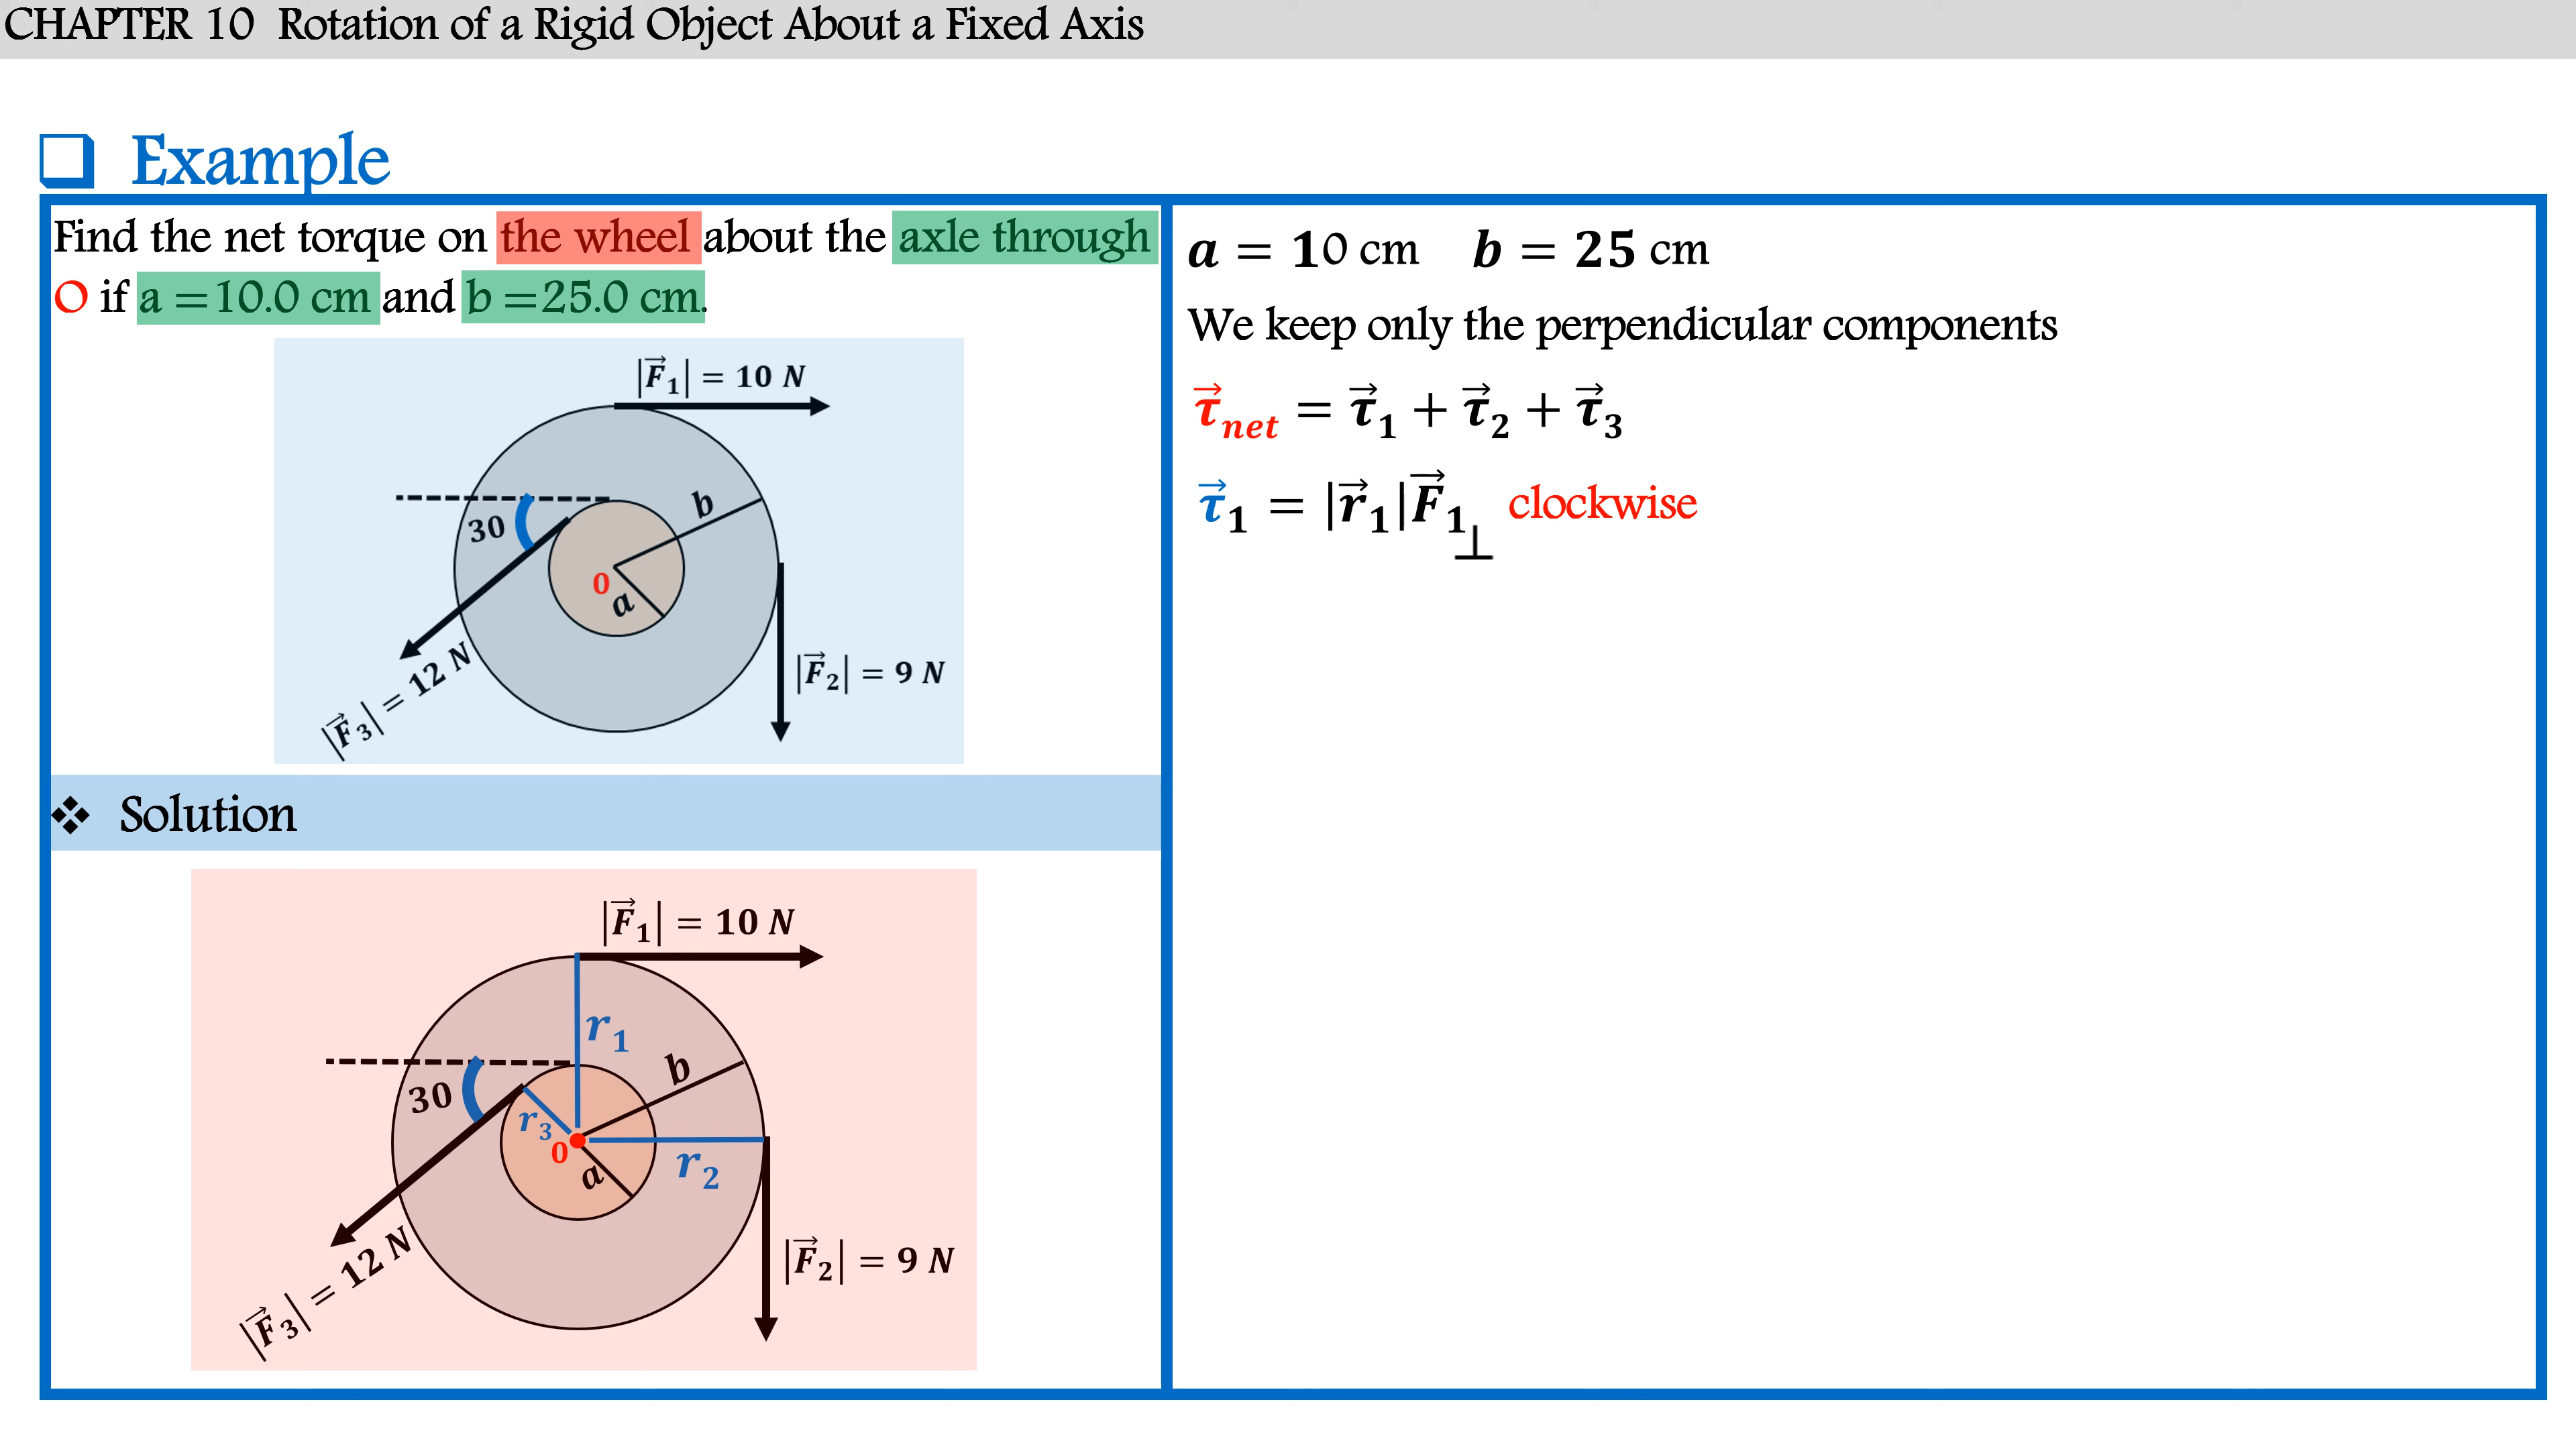 CHAPTER 10 Rotation of a Rigid Object About a Fixed Axis
❑ Example
Find the net torque on the wheel about the axle through
O if a =10.0 cm and b =25.0 cm.
|F⃗₁| = 10 N
b
30
0
a
|F⃗₂| = 9 N
|F⃗₃| = 12 N
❖ Solution
|F⃗₁| = 10 N
r₁
b
30
r₃
0
a
r₂
|F⃗₂| = 9 N
|F⃗₃| = 12 N
a = 10 cm b = 25 cm
We keep only the perpendicular components
τ⃗_net = τ⃗₁ + τ⃗₂ + τ⃗₃
τ⃗₁ = |r⃗₁|F⃗₁⊥ clockwise